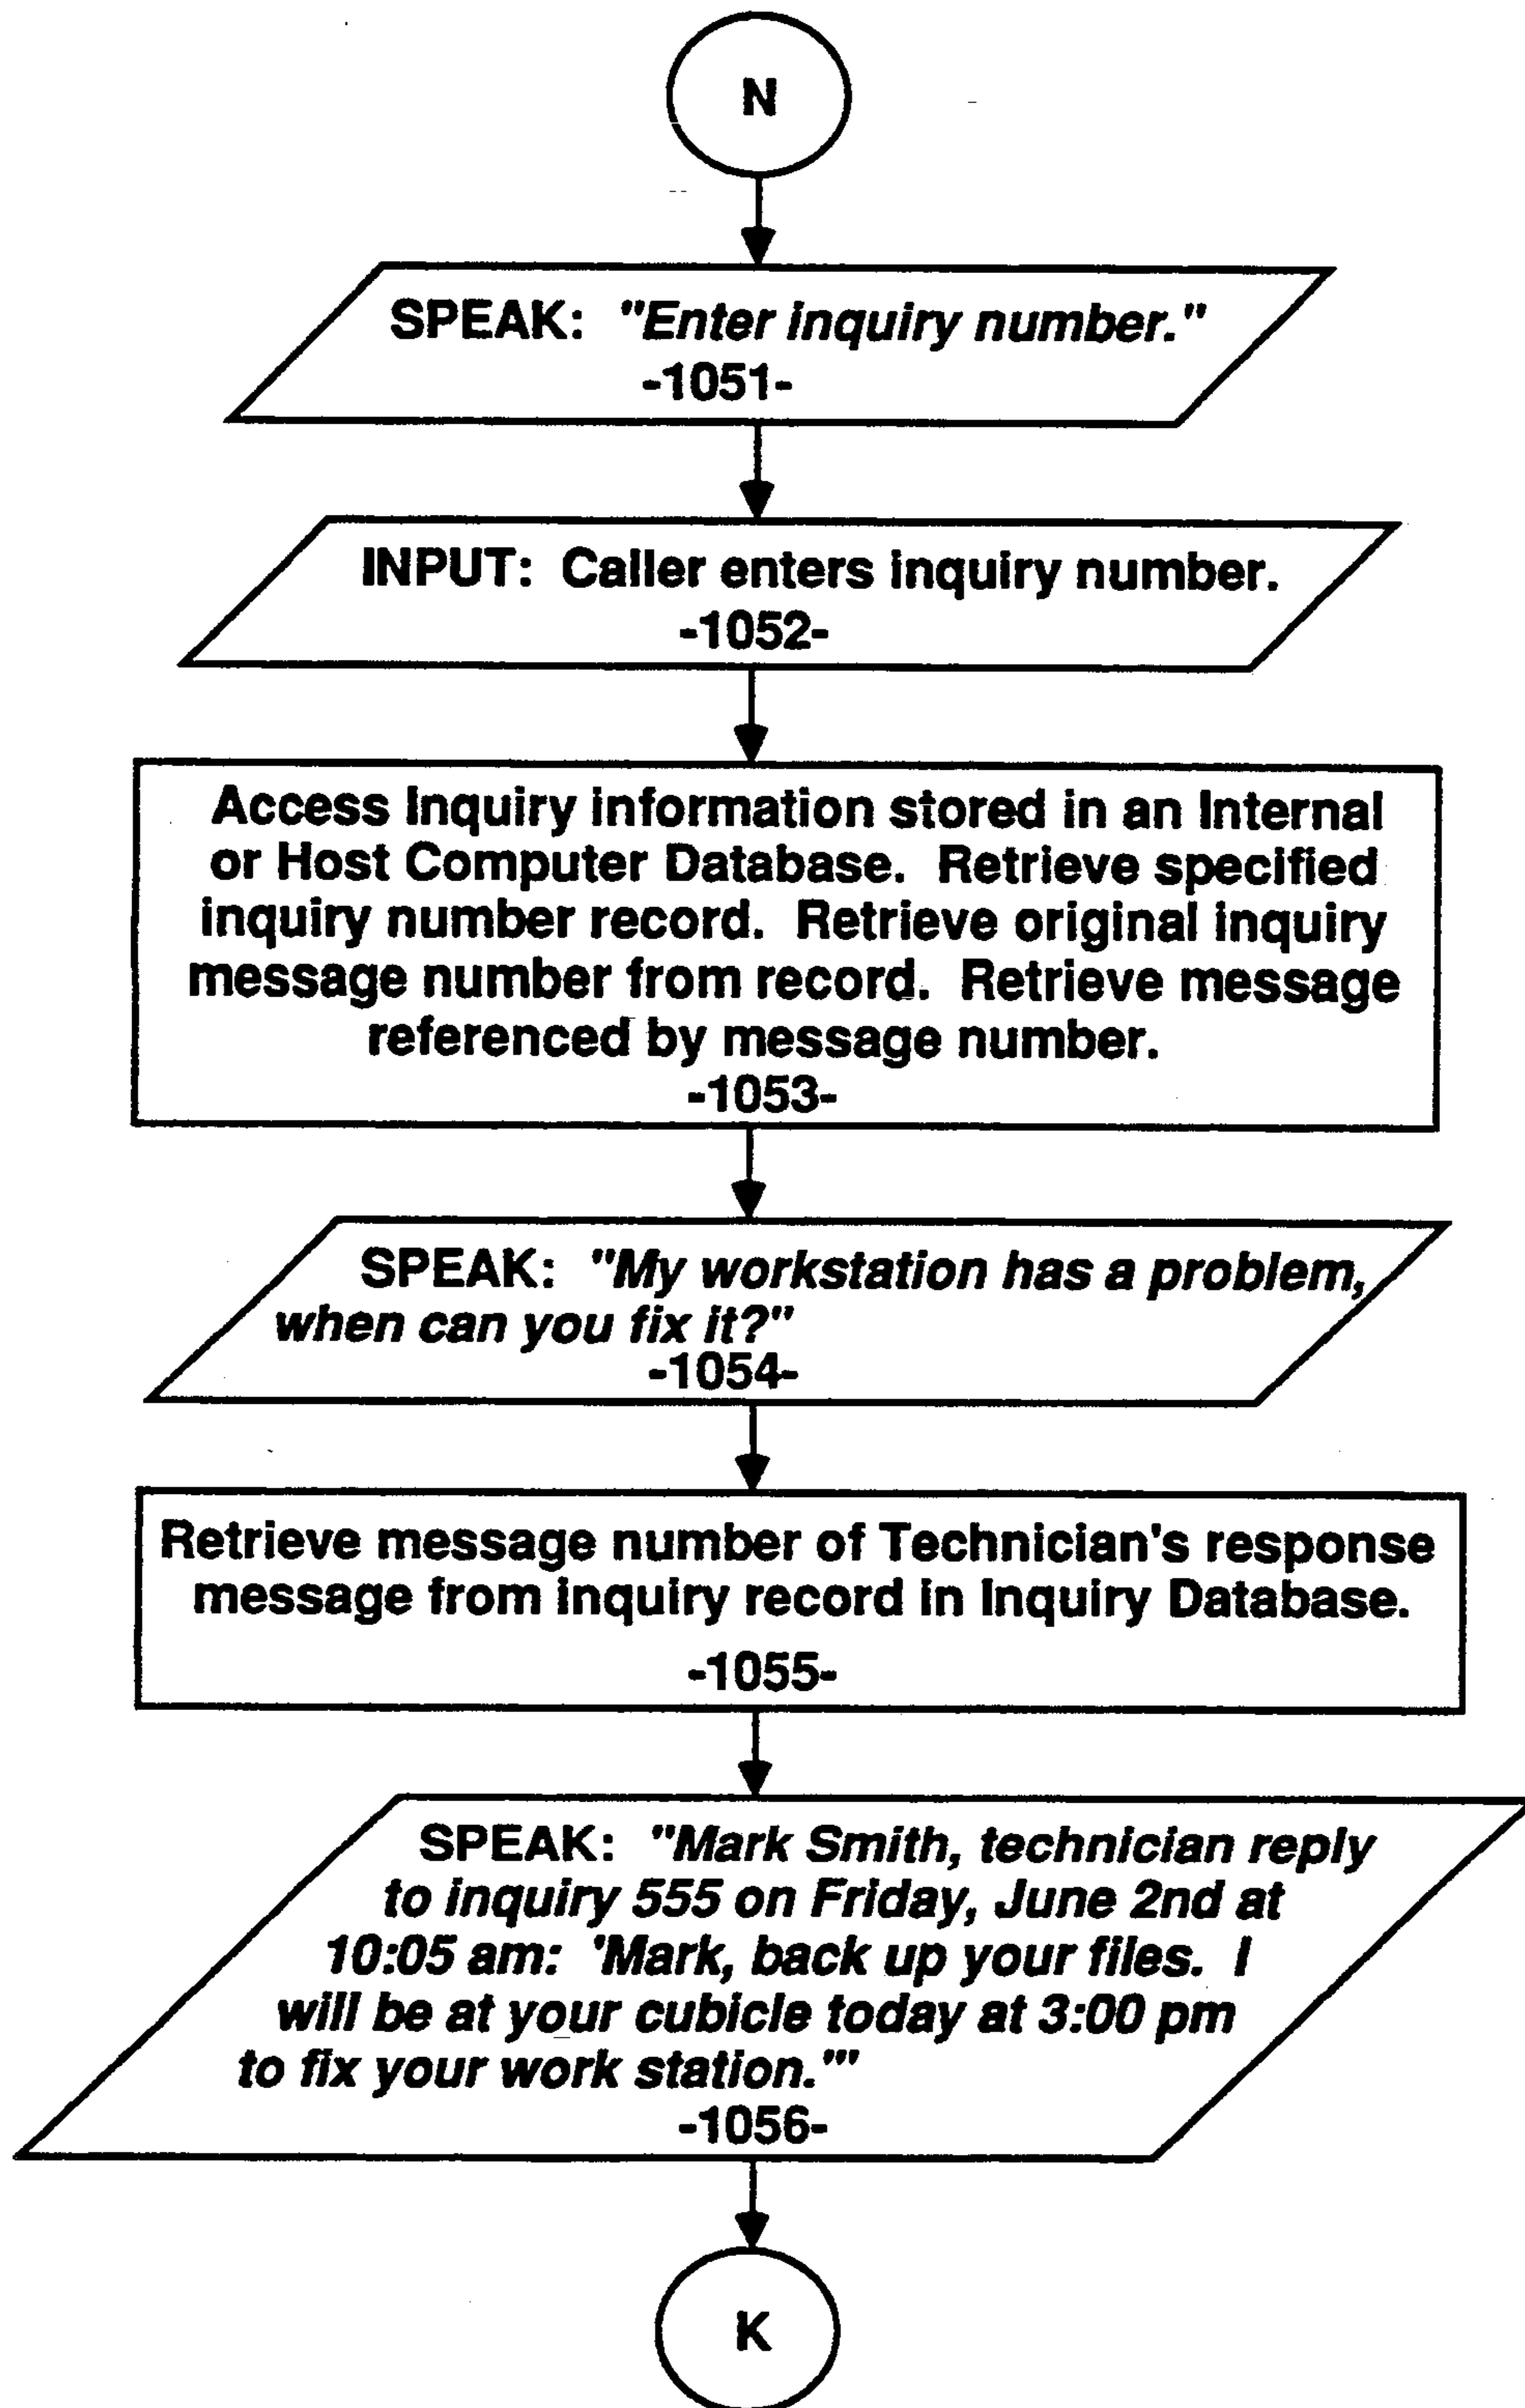 N
SPEAK: "Enter inquiry number."
-1051-
INPUT: Caller enters inquiry number.
-1052-
Access Inquiry information stored in an Internal
or Host Computer Database. Retrieve specified
inquiry number record. Retrieve original inquiry
message number from record. Retrieve message
referenced by message number.
-1053-
SPEAK: "My workstation has a problem,
when can you fix it?"
-1054-
Retrieve message number of Technician's response
message from inquiry record in Inquiry Database.
-1055-
SPEAK: "Mark Smith, technician reply
to inquiry 555 on Friday, June 2nd at
10:05 am: 'Mark, back up your files. I
will be at your cubicle today at 3:00 pm
to fix your work station.'"
-1056-
K